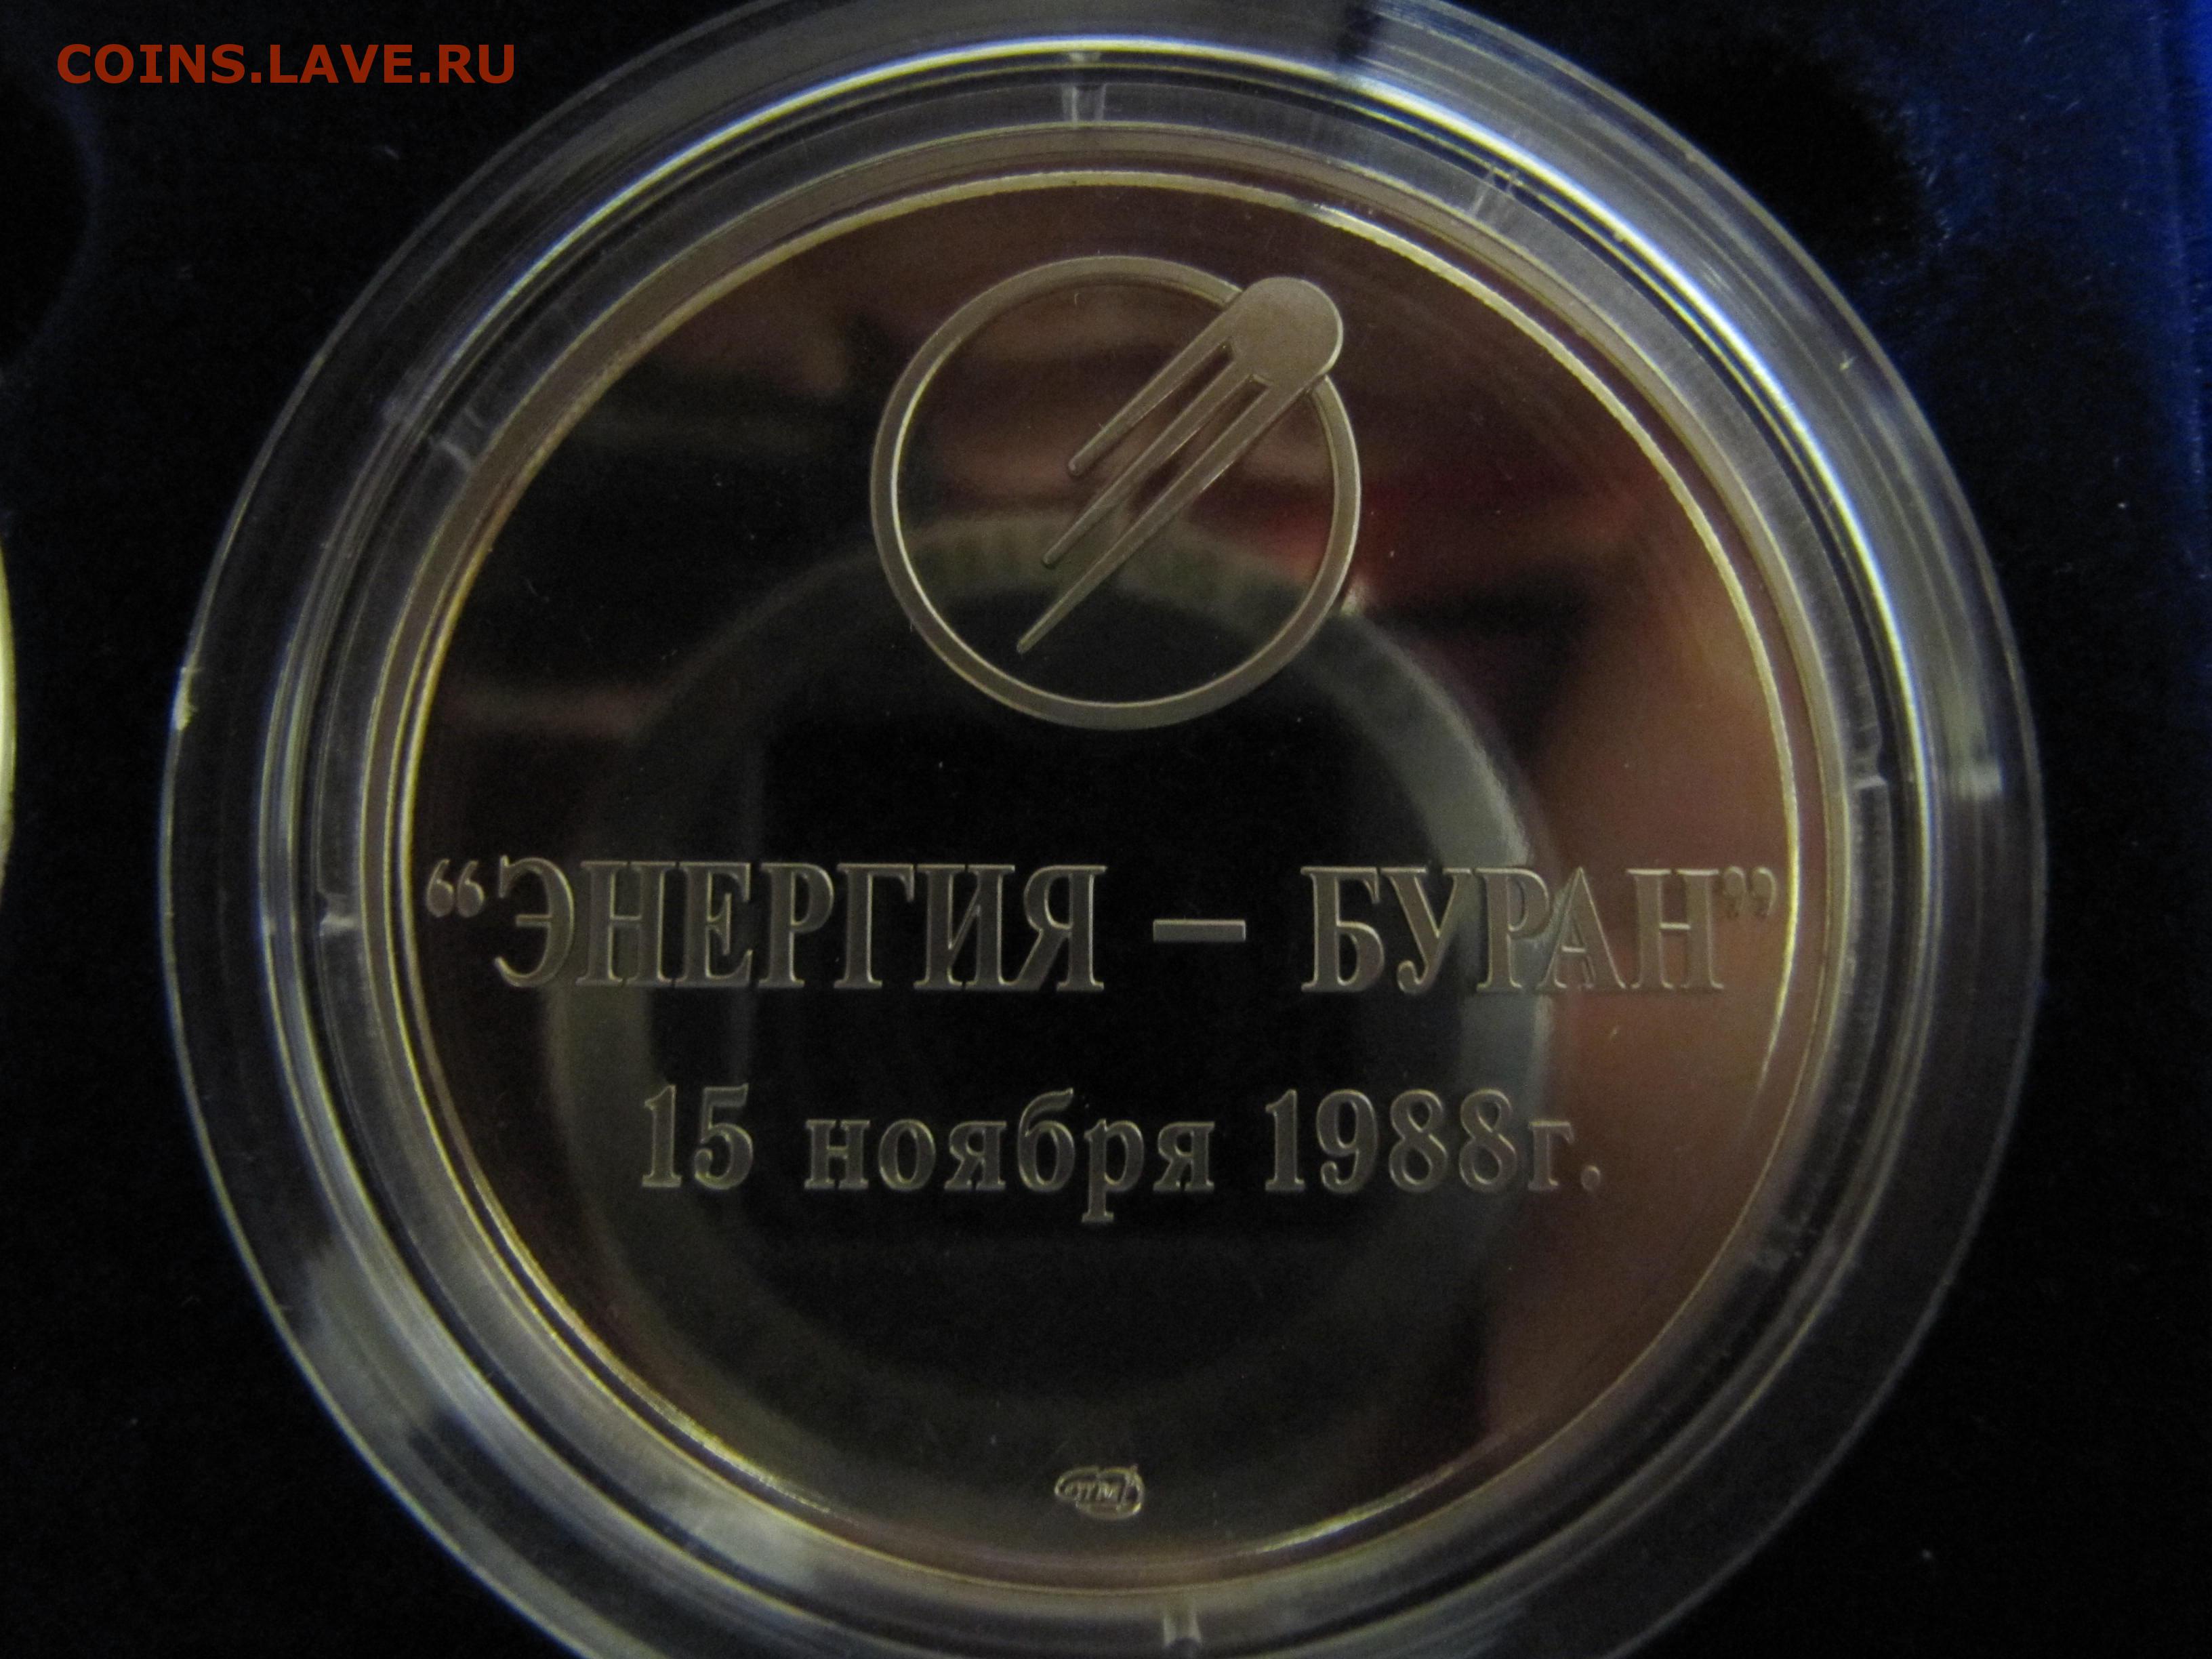 COINS.LAVE.RU
“ЭНЕРГИЯ – БУРАН”
15 ноября 1988г.